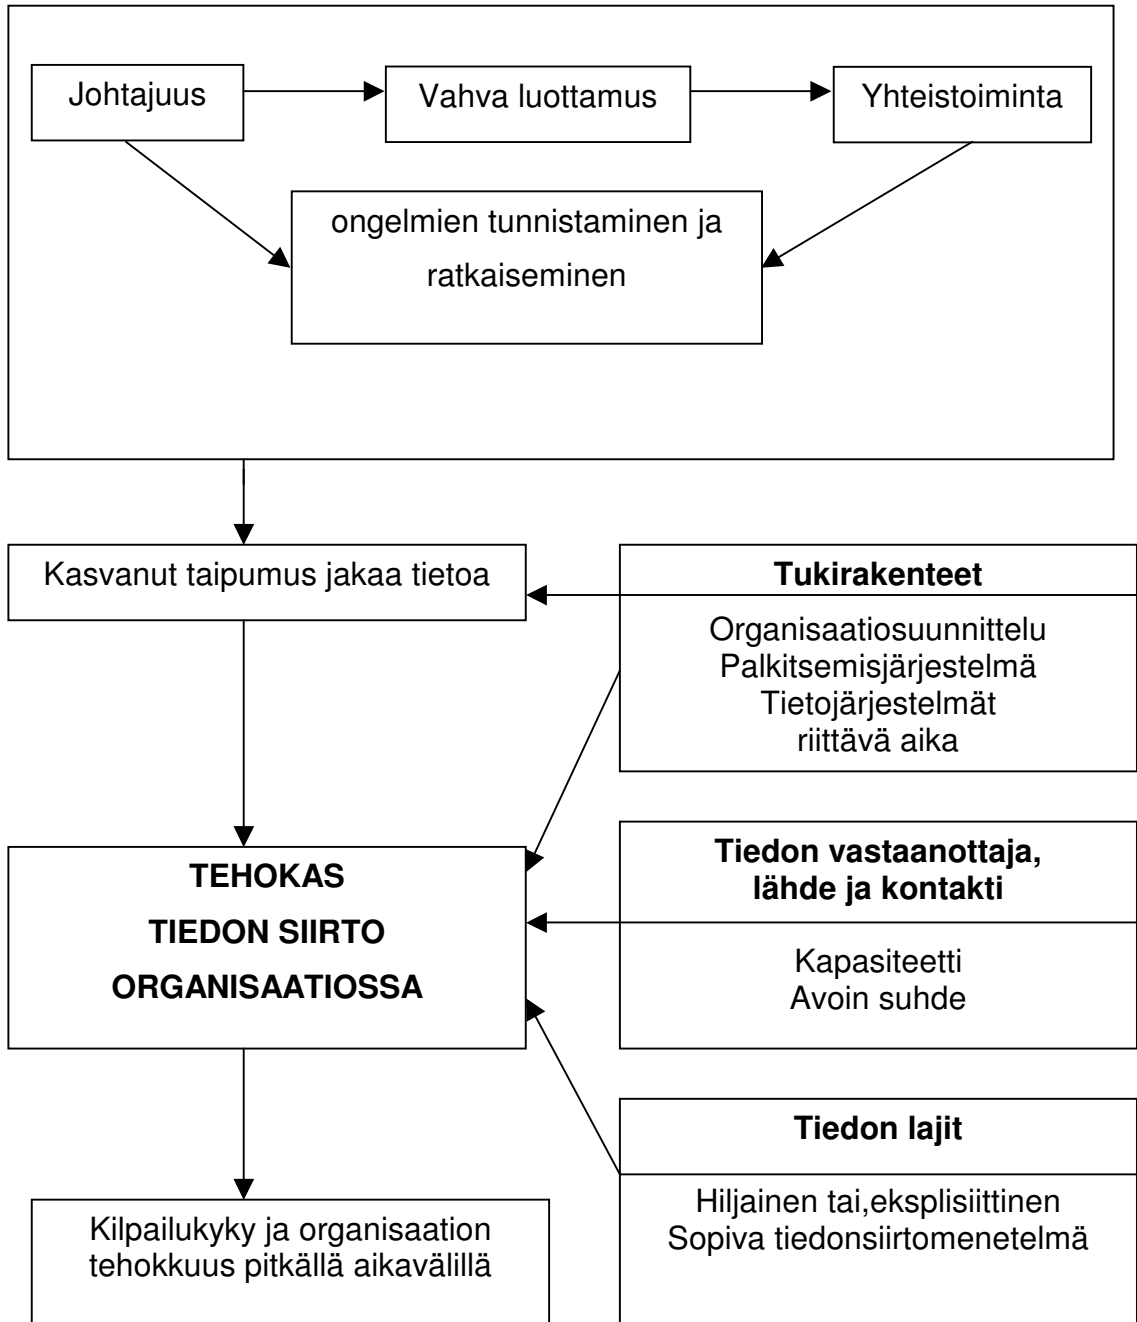 Johtajuus
Vahva luottamus
Yhteistoiminta
ongelmien tunnistaminen ja
ratkaiseminen
Kasvanut taipumus jakaa tietoa
Tukirakenteet
Organisaatiosuunnittelu
Palkitsemisjärjestelmä
Tietojärjestelmät
riittävä aika
TEHOKAS
TIEDON SIIRTO
ORGANISAATIOSSA
Tiedon vastaanottaja,
lähde ja kontakti
Kapasiteetti
Avoin suhde
Tiedon lajit
Hiljainen tai,eksplisiittinen
Sopiva tiedonsiirtomenetelmä
Kilpailukyky ja organisaation
tehokkuus pitkällä aikavälillä